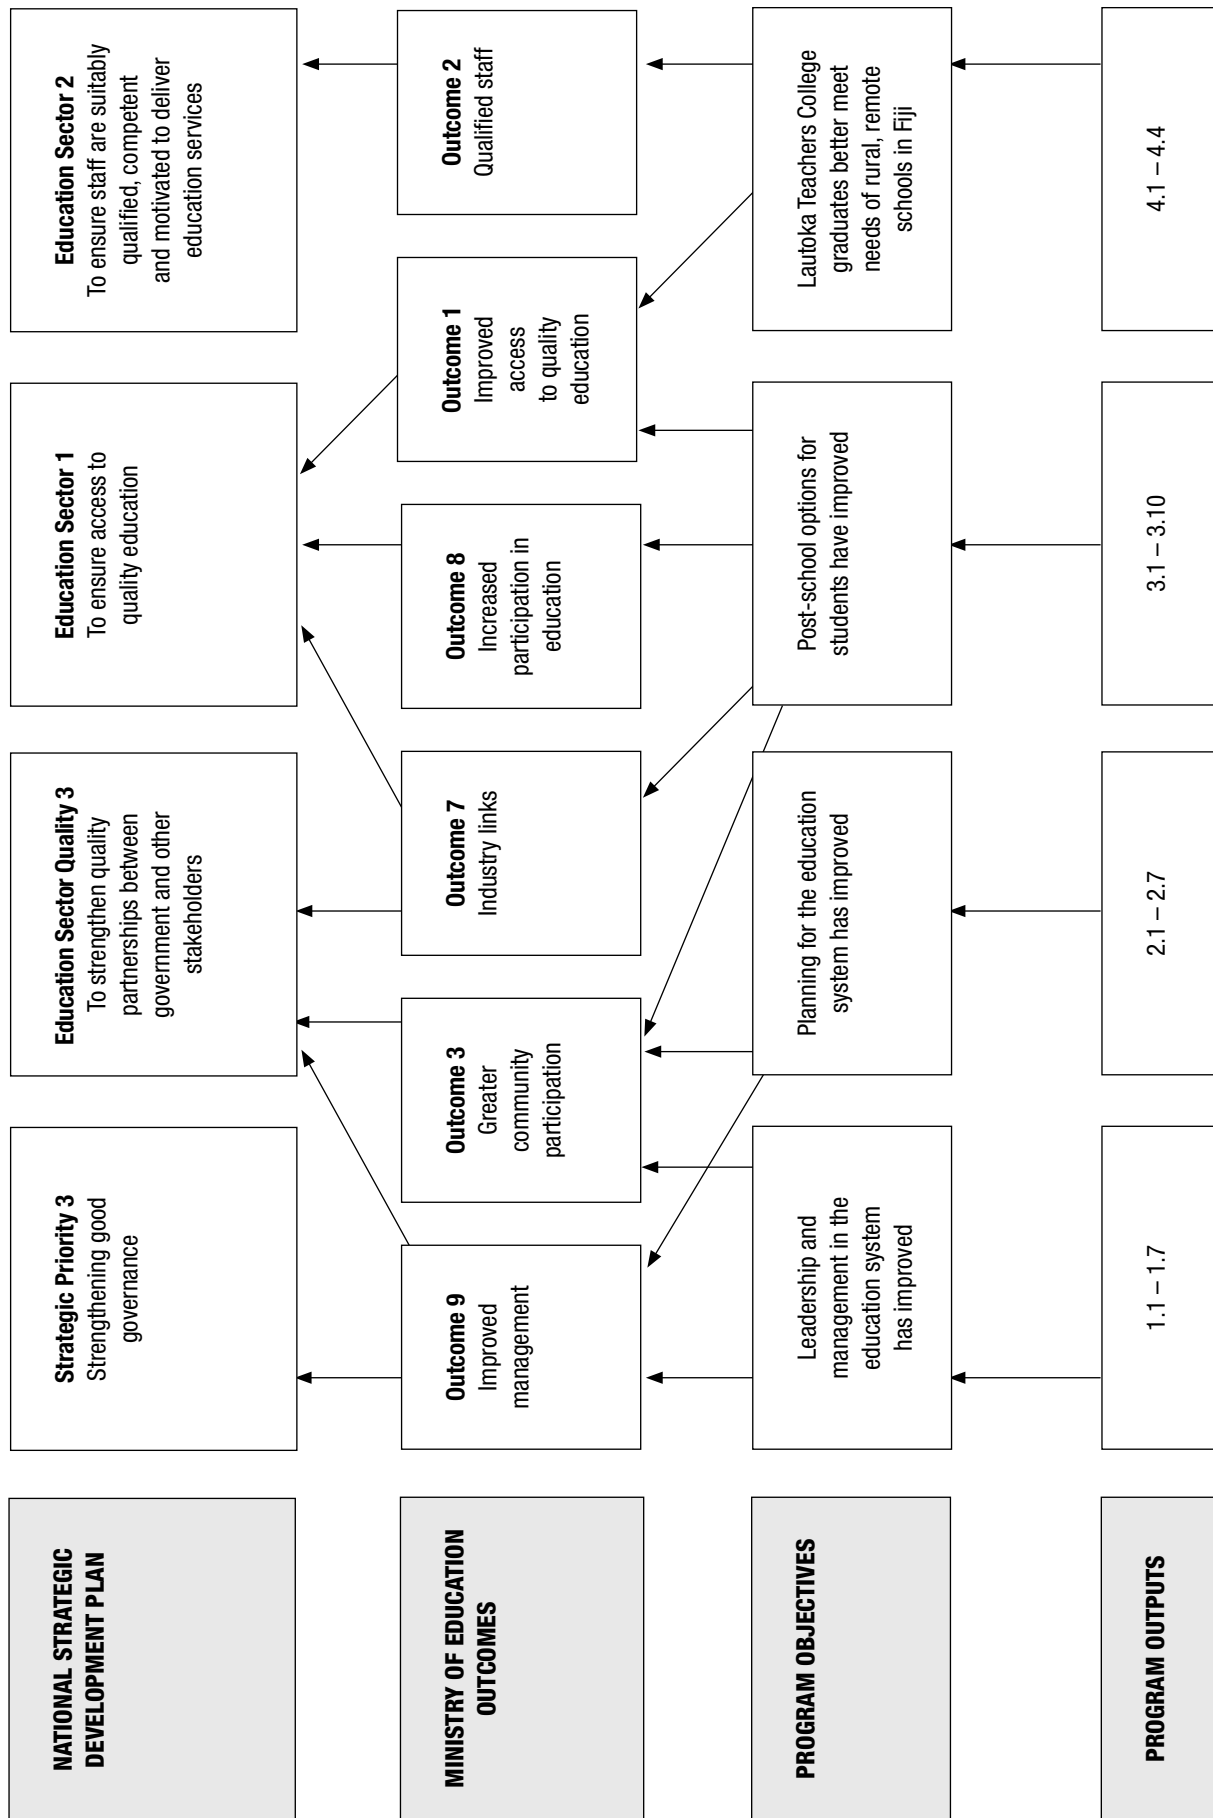 NATIONAL STRATEGIC
DEVELOPMENT PLAN
Strategic Priority 3
Strengthening good
governance
Education Sector Quality 3
To strengthen quality
partnerships between
government and other
stakeholders
Education Sector 1
To ensure access to
quality education
Education Sector 2
To ensure staff are suitably
qualified, competent
and motivated to deliver
education services
MINISTRY OF EDUCATION
OUTCOMES
Outcome 9
Improved
management
Outcome 3
Greater
community
participation
Outcome 7
Industry links
Outcome 8
Increased
participation in
education
Outcome 1
Improved
access
to quality
education
Outcome 2
Qualified staff
PROGRAM OBJECTIVES
Leadership and
management in the
education system
has improved
Planning for the education
system has improved
Post-school options for
students have improved
Lautoka Teachers College
graduates better meet
needs of rural, remote
schools in Fiji
PROGRAM OUTPUTS
1.1 – 1.7
2.1 – 2.7
3.1 – 3.10
4.1 – 4.4